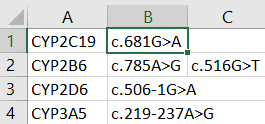 A B C
1 CYP2C19 c.681G>A
2 CYP2B6 c.785A>G c.516G>T
3 CYP2D6 c.506-1G>A
4 CYP3A5 c.219-237A>G